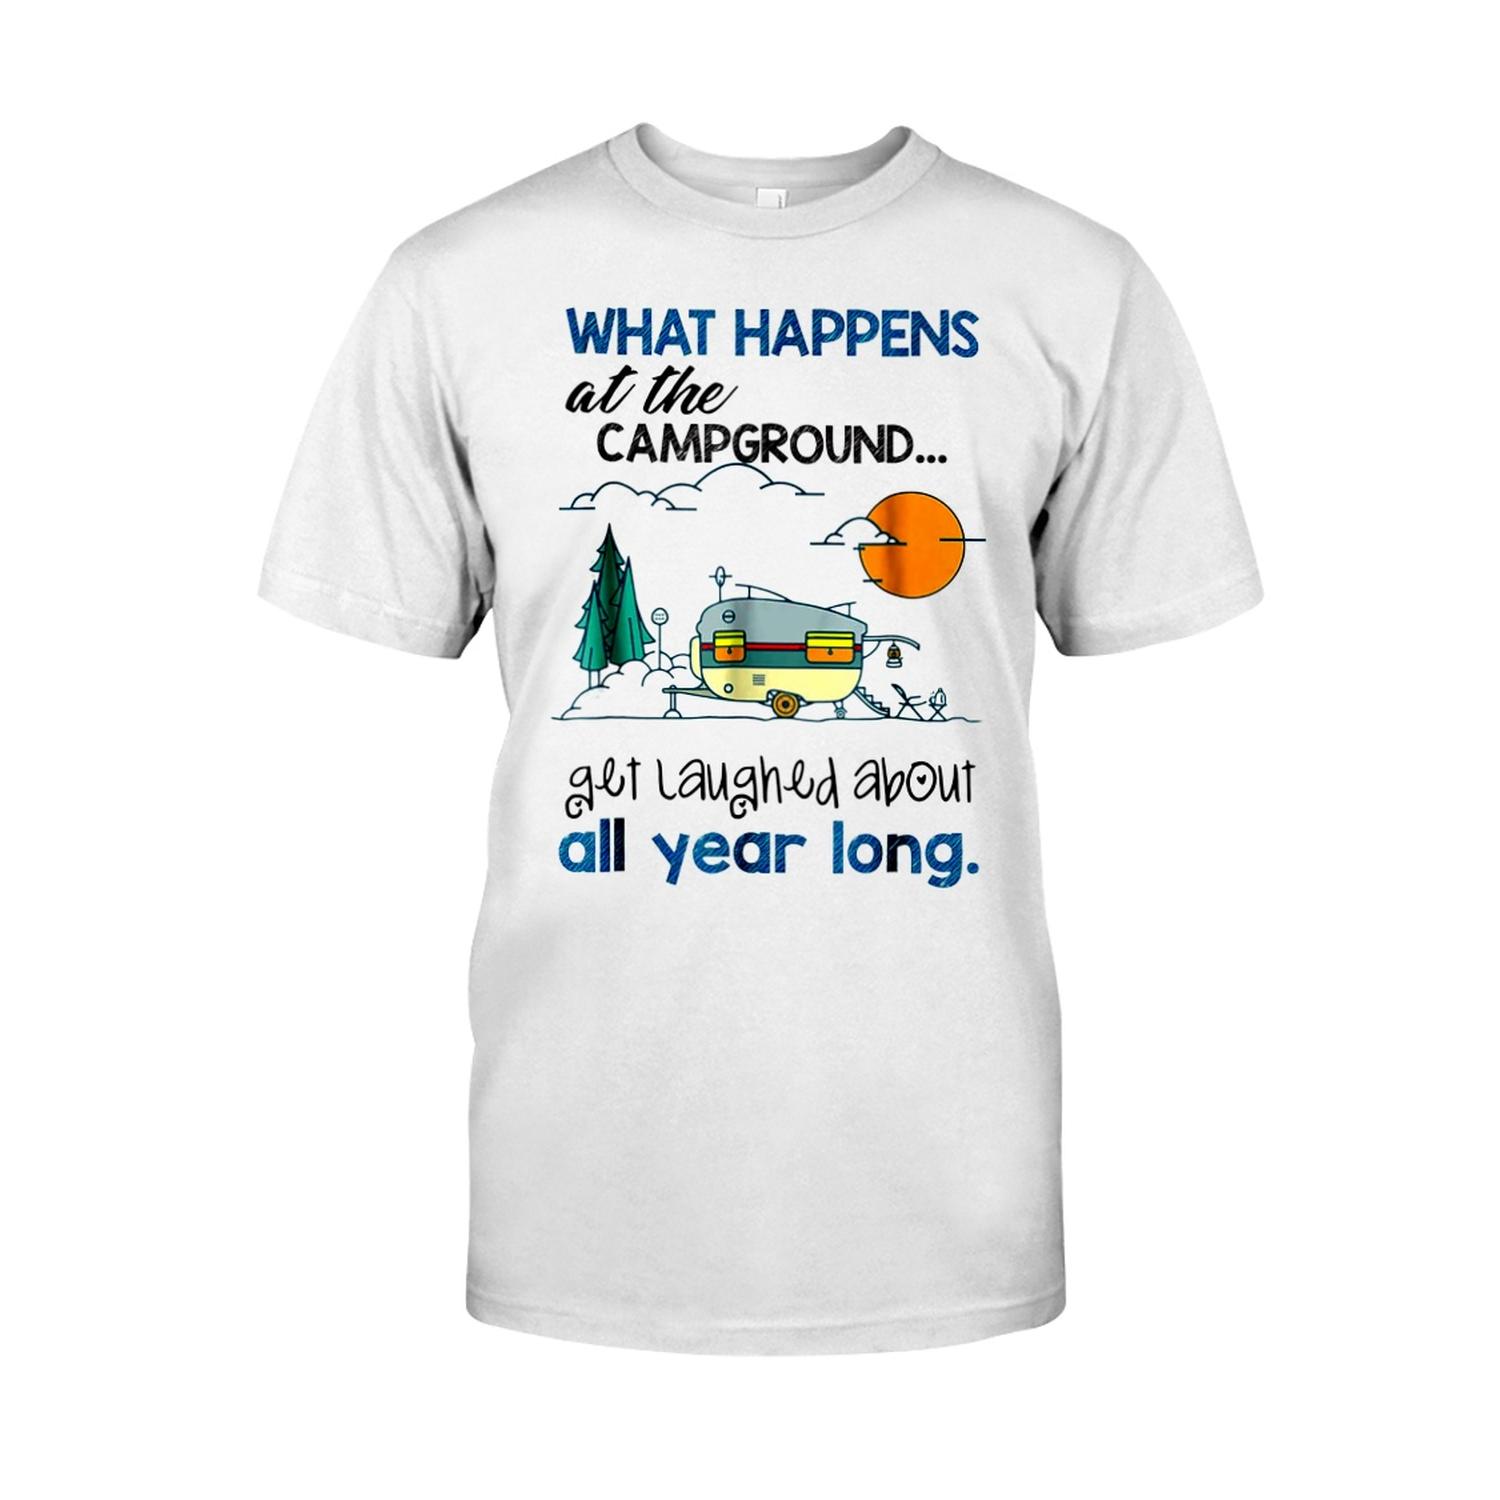 WHAT HAPPENS
at the
CAMPGROUND...
get laughed about
all year long.